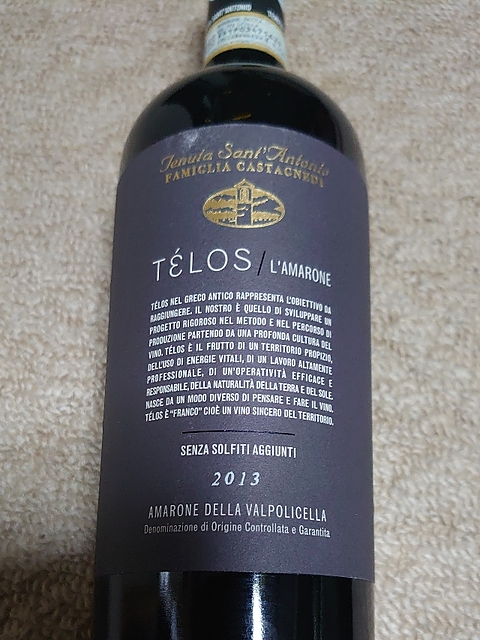 Tenuta Sant'Antonio
FAMIGLIA CASTAGNEDI
TÉLOS / L'AMARONE
TÉLOS NEL GRECO ANTICO RAPPRESENTA L'OBIETTIVO DA
RAGGIUNGERE. IL NOSTRO È QUELLO DI SVILUPPARE UN
PROGETTO RIGOROSO NEL METODO E NEL PERCORSO DI
PRODUZIONE PARTENDO DA UNA PROFONDA CULTURA DEL
VINO. TÉLOS È IL FRUTTO DI UN TERRITORIO PROPIZIO,
DELL'USO DI ENERGIE VITALI, DI UN LAVORO ALTAMENTE
PROFESSIONALE, DI UN'OPERATIVITÀ EFFICACE E
RESPONSABILE, DELLA NATURALITÀ DELLA TERRA E DEL SOLE.
NASCE DA UN MODO DIVERSO DI PENSARE E FARE IL VINO.
TÉLOS È "FRANCO" CIOÈ UN VINO SINCERO DEL TERRITORIO.
SENZA SOLFITI AGGIUNTI
2013
AMARONE DELLA VALPOLICELLA
Denominazione di Origine Controllata e Garantita